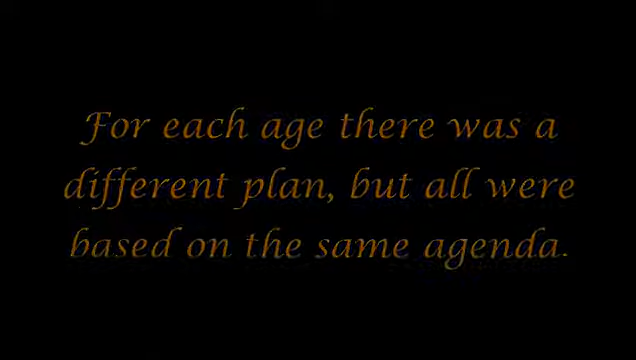 For each age there was a
different plan, but all were
based on the same agenda.